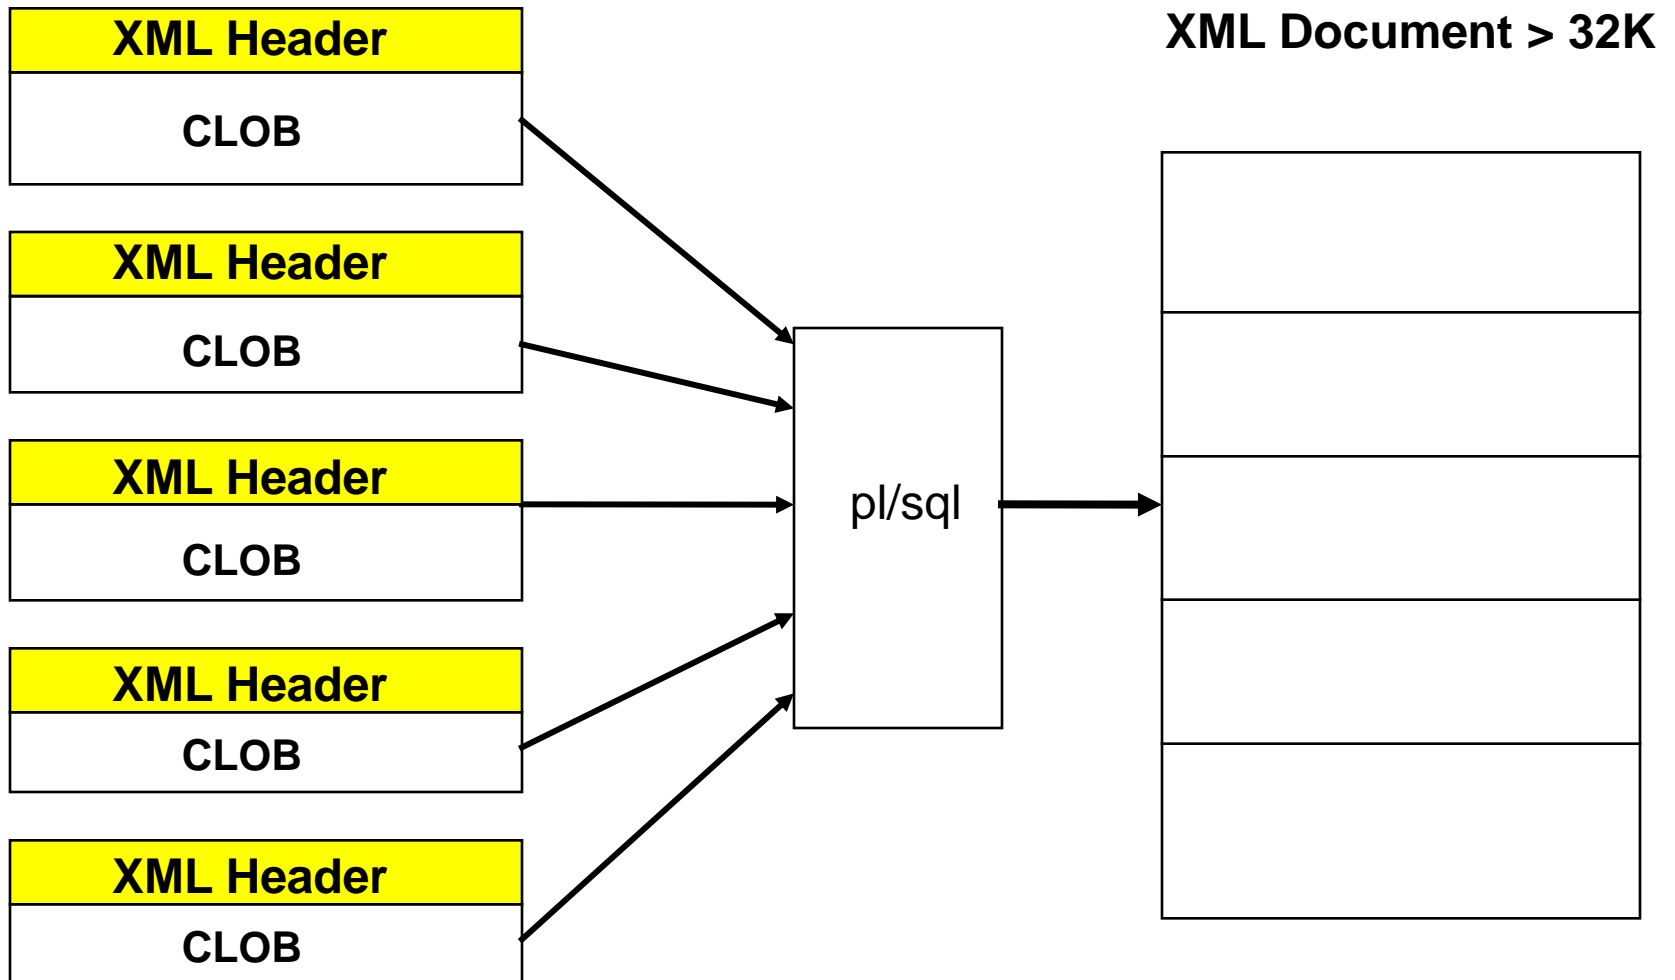 XML Header
CLOB
XML Header
CLOB
XML Header
CLOB
XML Header
CLOB
XML Header
CLOB
pl/sql
XML Document > 32K